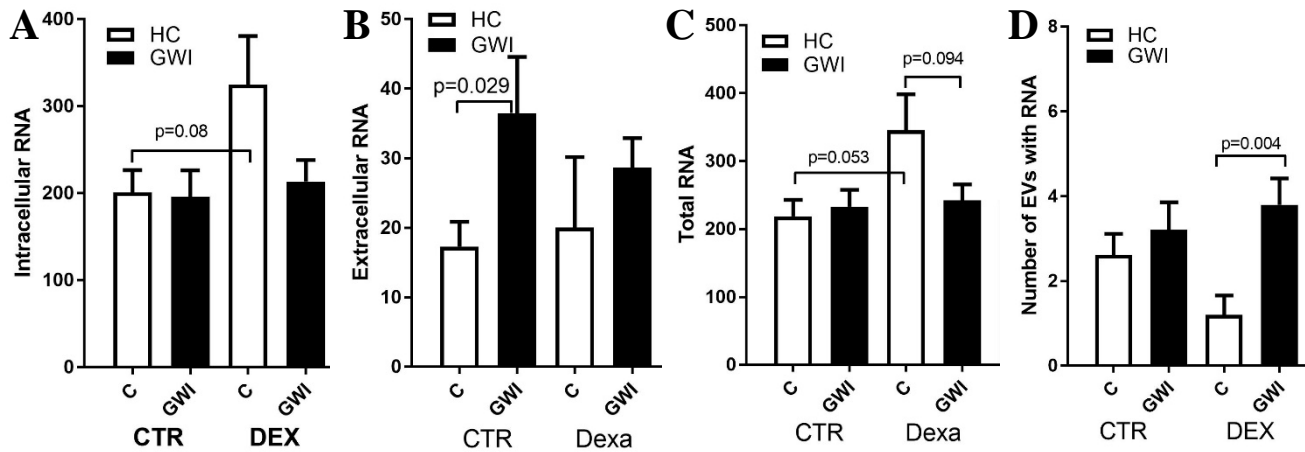 A
HC
GWI
Intracellular RNA
400
300
200
100
0
p=0.08
C
GWI
C
GWI
CTR
DEX
B
HC
GWI
Extracellular RNA
50
40
30
20
10
0
p=0.029
C
GWI
C
GWI
CTR
Dexa
C
HC
GWI
Total RNA
500
400
300
200
100
0
p=0.094
p=0.053
C
GWI
C
GWI
CTR
Dexa
D
HC
GWI
Number of EVs with RNA
8
6
4
2
0
p=0.004
C
GWI
C
GWI
CTR
DEX